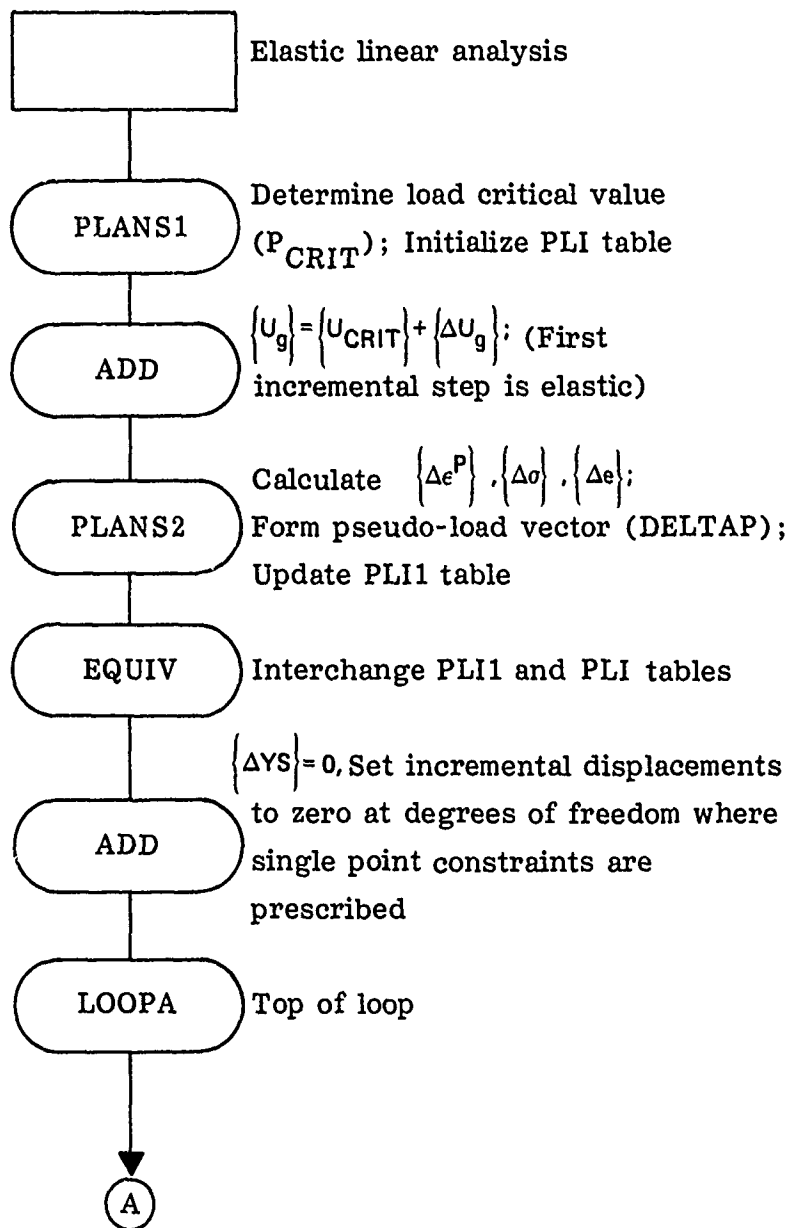 Elastic linear analysis
PLANS1
Determine load critical value
(P_CRIT); Initialize PLI table
ADD
{U_g} = {U_CRIT} + {ΔU_g}; (First
incremental step is elastic)
PLANS2
Calculate {Δϵ^P}, {Δσ}, {Δe};
Form pseudo-load vector (DELTAP);
Update PLI1 table
EQUIV
Interchange PLI1 and PLI tables
ADD
{ΔYS} = 0, Set incremental displacements
to zero at degrees of freedom where
single point constraints are
prescribed
LOOPA
Top of loop
A